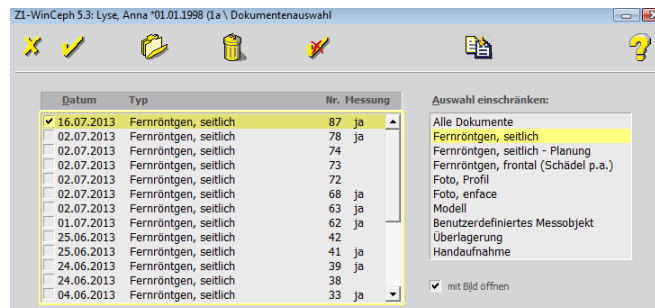 Z1-WinCeph 5.3: Lyse, Anna *01.01.1998 (1a \ Dokumentenauswahl
Datum Typ Nr. Messung
16.07.2013 Fernröntgen, seitlich 87 ja
02.07.2013 Fernröntgen, seitlich 78 ja
02.07.2013 Fernröntgen, seitlich 74
02.07.2013 Fernröntgen, seitlich 73
02.07.2013 Fernröntgen, seitlich 72
02.07.2013 Fernröntgen, seitlich 68 ja
02.07.2013 Fernröntgen, seitlich 63 ja
01.07.2013 Fernröntgen, seitlich 62 ja
25.06.2013 Fernröntgen, seitlich 42
25.06.2013 Fernröntgen, seitlich 41 ja
24.06.2013 Fernröntgen, seitlich 39 ja
24.06.2013 Fernröntgen, seitlich 38
04.06.2013 Fernröntgen, seitlich 33 ja
Auswahl einschränken:
Alle Dokumente
Fernröntgen, seitlich
Fernröntgen, seitlich - Planung
Fernröntgen, frontal (Schädel p.a.)
Foto, Profil
Foto, enface
Modell
Benutzerdefiniertes Messobjekt
Überlagerung
Handaufnahme
mit Bild öffnen